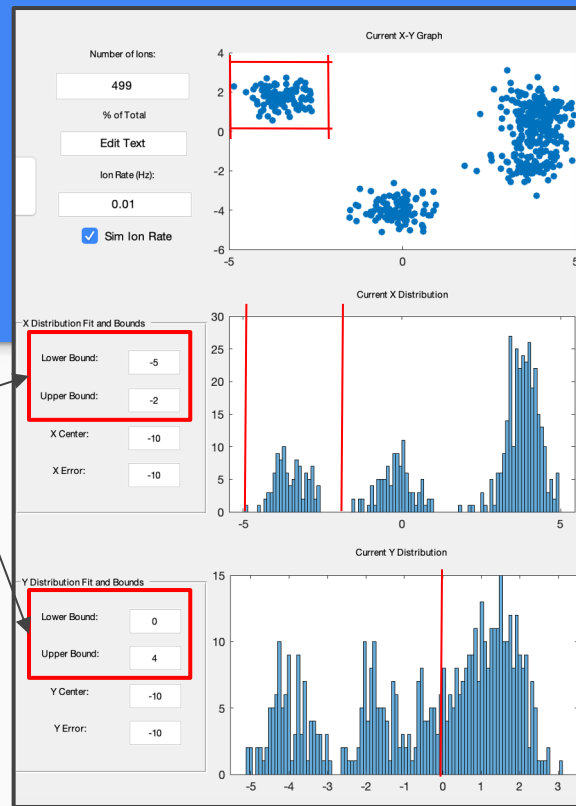 Number of Ions:
499
% of Total
Edit Text
Ion Rate (Hz):
0.01
Sim Ion Rate
Current X-Y Graph
4
2
0
-2
-4
-6
-5
0
5
X Distribution Fit and Bounds
Lower Bound:
-5
Upper Bound:
-2
X Center:
-10
X Error:
-10
Current X Distribution
30
25
20
15
10
5
0
-5
0
5
Y Distribution Fit and Bounds
Lower Bound:
0
Upper Bound:
4
Y Center:
-10
Y Error:
-10
Current Y Distribution
15
10
5
0
-5 -4 -3 -2 -1 0 1 2 3